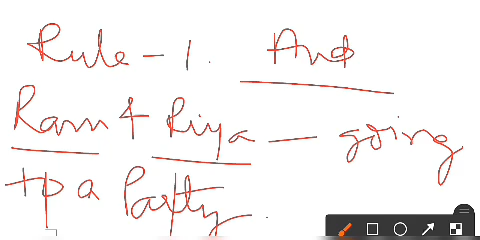 Rule - 1. And
Ram & Riya — going
to a Party.